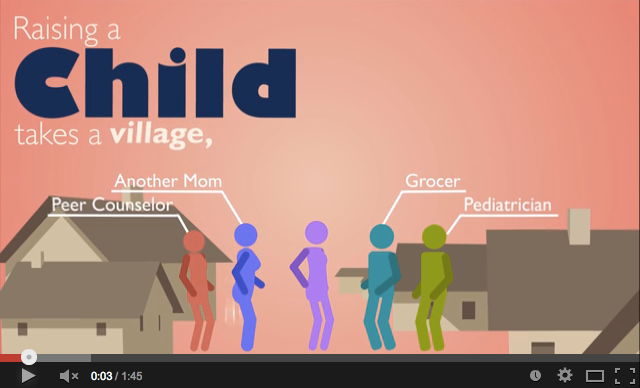 Raising a
Child
takes a village,
Another Mom
Grocer
Peer Counselor
Pediatrician
0:03 / 1:45